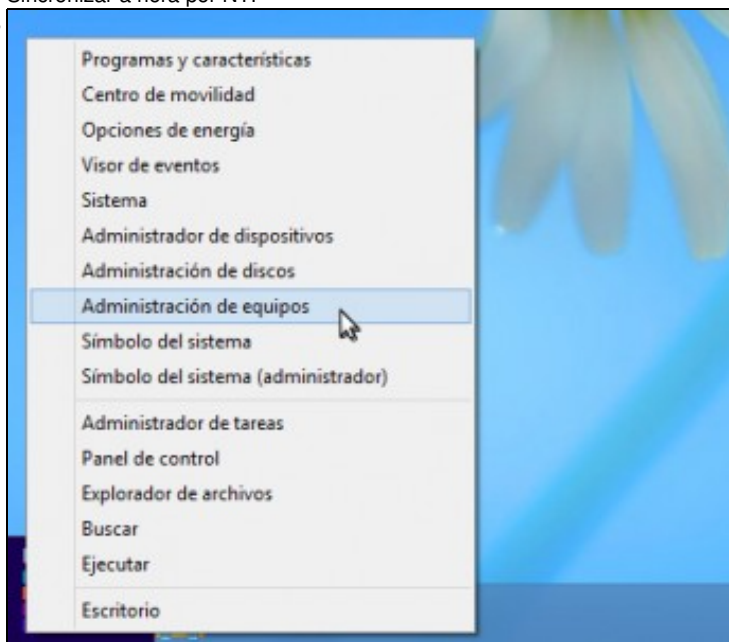 Programas y características
Centro de movilidad
Opciones de energía
Visor de eventos
Sistema
Administrador de dispositivos
Administración de discos
Administración de equipos
Símbolo del sistema
Símbolo del sistema (administrador)
Administrador de tareas
Panel de control
Explorador de archivos
Buscar
Ejecutar
Escritorio